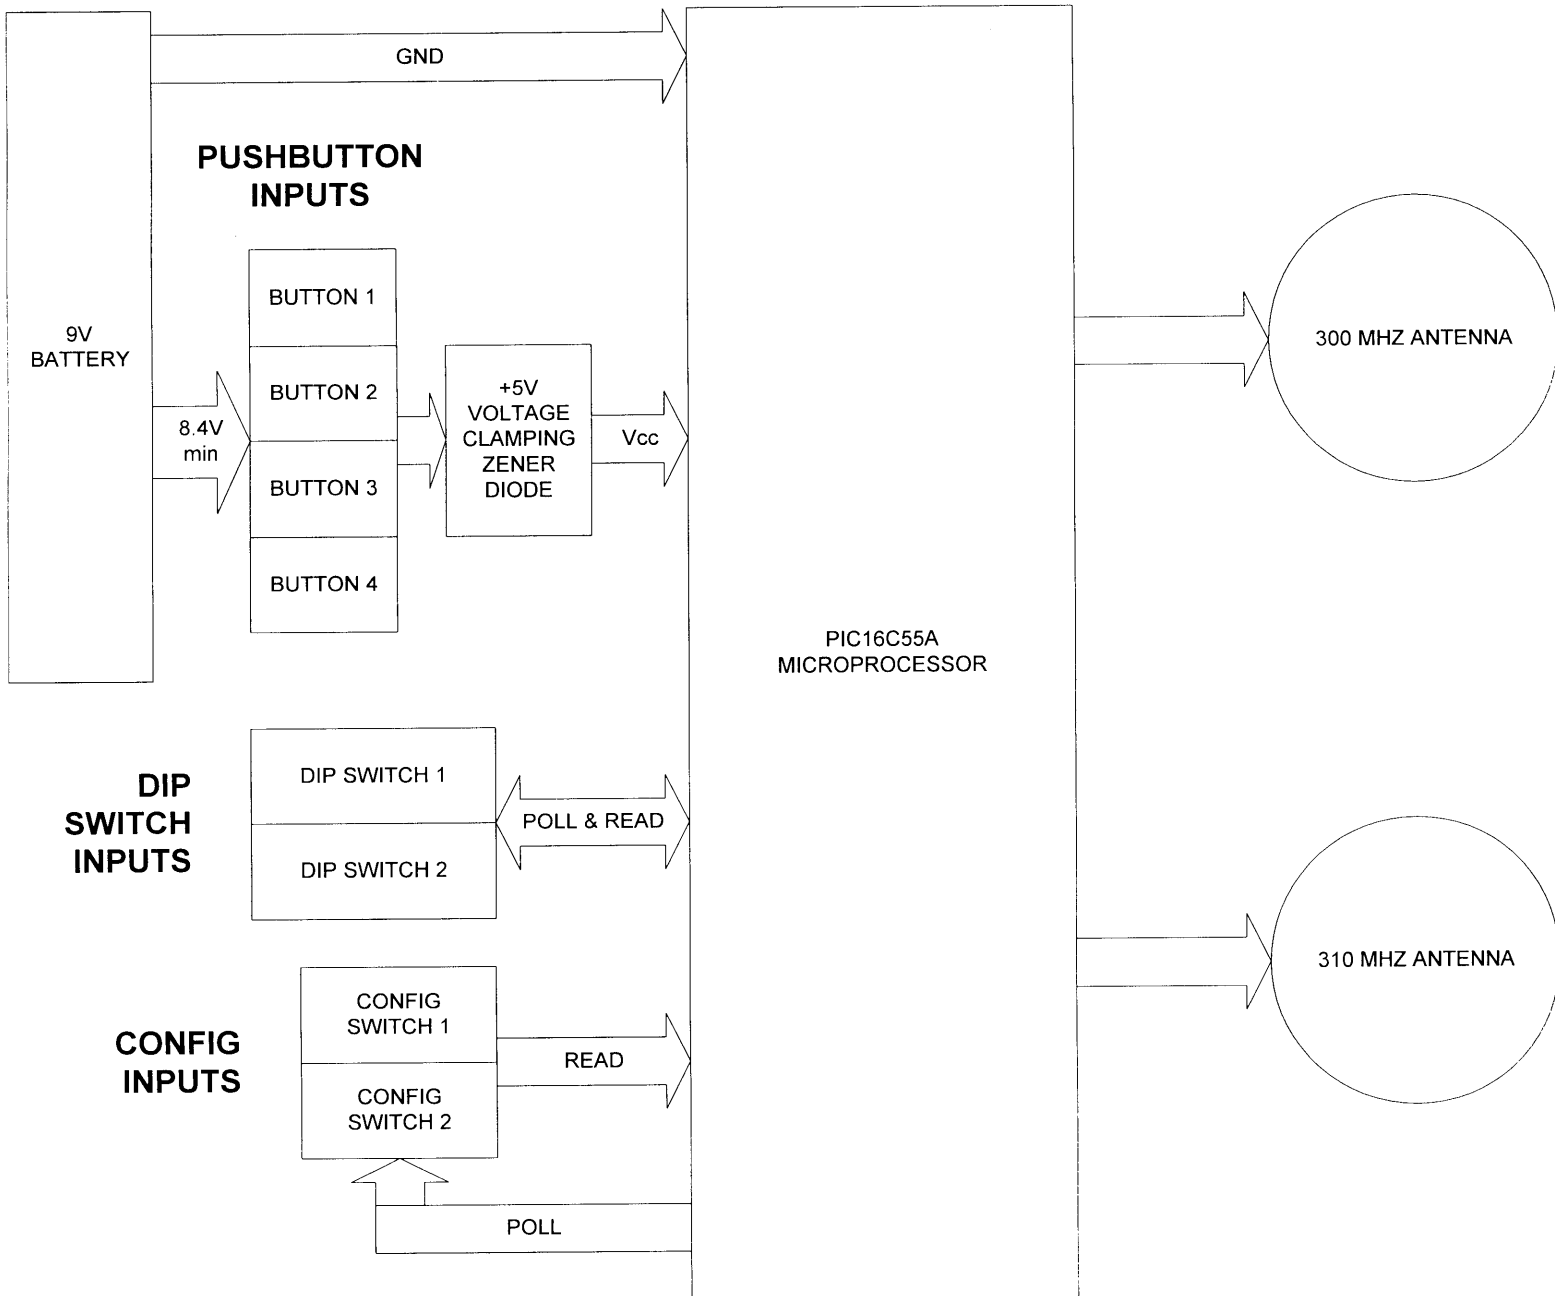 GND
PUSHBUTTON
INPUTS
9V
BATTERY
8.4V
min
BUTTON 1
BUTTON 2
BUTTON 3
BUTTON 4
+5V
VOLTAGE
CLAMPING
ZENER
DIODE
Vcc
PIC16C55A
MICROPROCESSOR
300 MHZ ANTENNA
310 MHZ ANTENNA
DIP
SWITCH
INPUTS
DIP SWITCH 1
DIP SWITCH 2
POLL & READ
CONFIG
INPUTS
CONFIG
SWITCH 1
CONFIG
SWITCH 2
READ
POLL